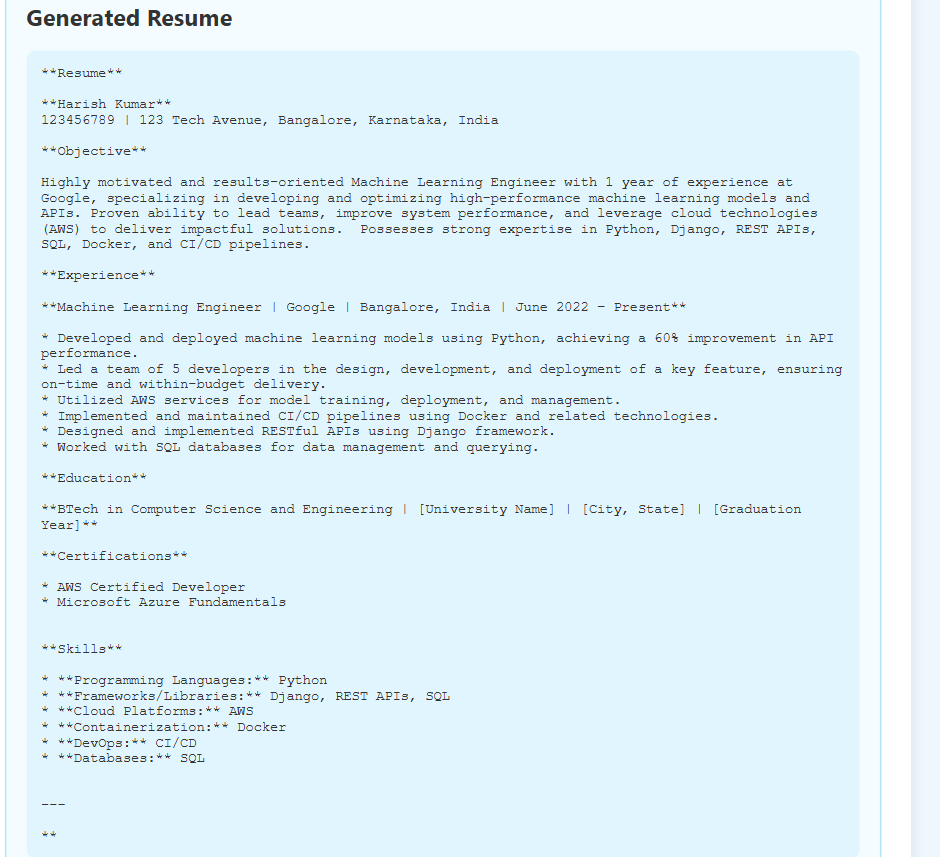 Generated Resume
**Resume**
**Harish Kumar**
123456789 | 123 Tech Avenue, Bangalore, Karnataka, India
**Objective**
Highly motivated and results-oriented Machine Learning Engineer with 1 year of experience at
Google, specializing in developing and optimizing high-performance machine learning models and
APIs. Proven ability to lead teams, improve system performance, and leverage cloud technologies
(AWS) to deliver impactful solutions.  Possesses strong expertise in Python, Django, REST APIs,
SQL, Docker, and CI/CD pipelines.
**Experience**
**Machine Learning Engineer | Google | Bangalore, India | June 2022 – Present**
* Developed and deployed machine learning models using Python, achieving a 60% improvement in API
performance.
* Led a team of 5 developers in the design, development, and deployment of a key feature, ensuring
on-time and within-budget delivery.
* Utilized AWS services for model training, deployment, and management.
* Implemented and maintained CI/CD pipelines using Docker and related technologies.
* Designed and implemented RESTful APIs using Django framework.
* Worked with SQL databases for data management and querying.
**Education**
**BTech in Computer Science and Engineering | [University Name] | [City, State] | [Graduation
Year]**
**Certifications**
* AWS Certified Developer
* Microsoft Azure Fundamentals
**Skills**
* **Programming Languages:** Python
* **Frameworks/Libraries:** Django, REST APIs, SQL
* **Cloud Platforms:** AWS
* **Containerization:** Docker
* **DevOps:** CI/CD
* **Databases:** SQL
---
**